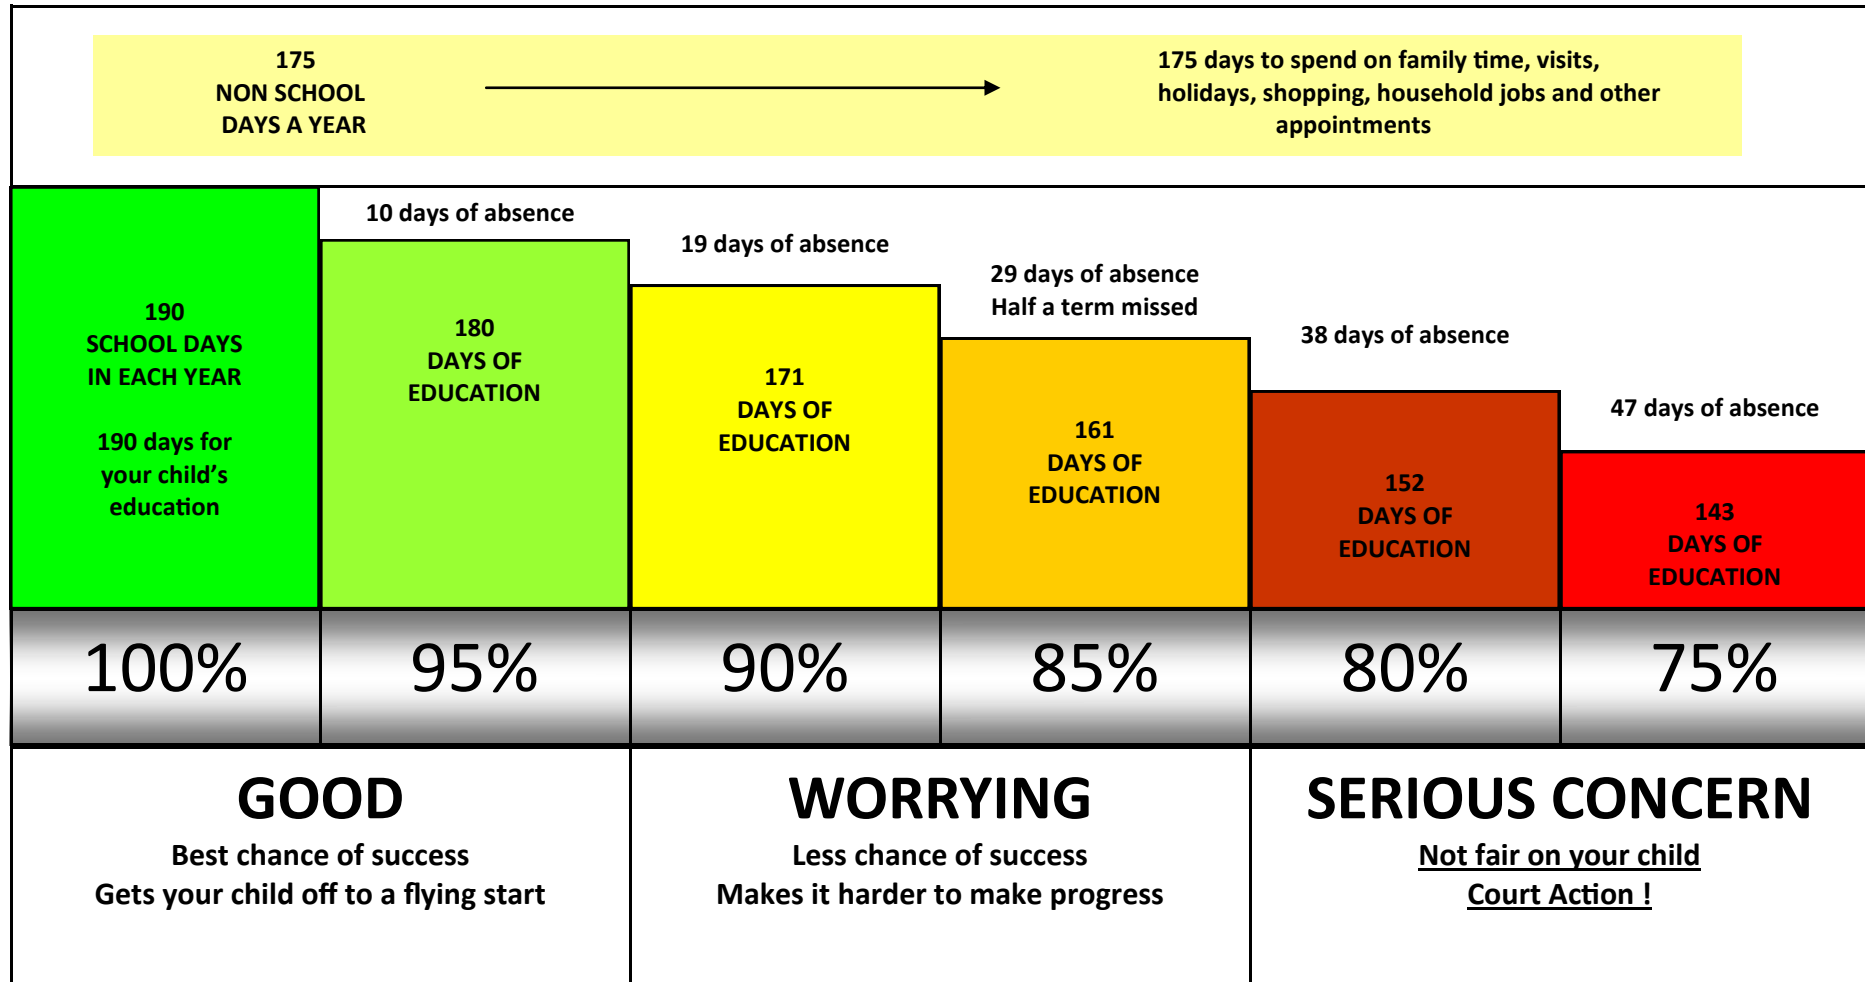 175
NON SCHOOL
DAYS A YEAR
175 days to spend on family time, visits,
holidays, shopping, household jobs and other
appointments
190
SCHOOL DAYS
IN EACH YEAR
190 days for
your child’s
education
10 days of absence
180
DAYS OF
EDUCATION
19 days of absence
171
DAYS OF
EDUCATION
29 days of absence
Half a term missed
161
DAYS OF
EDUCATION
38 days of absence
152
DAYS OF
EDUCATION
47 days of absence
143
DAYS OF
EDUCATION
100%
95%
90%
85%
80%
75%
GOOD
Best chance of success
Gets your child off to a flying start
WORRYING
Less chance of success
Makes it harder to make progress
SERIOUS CONCERN
Not fair on your child
Court Action !